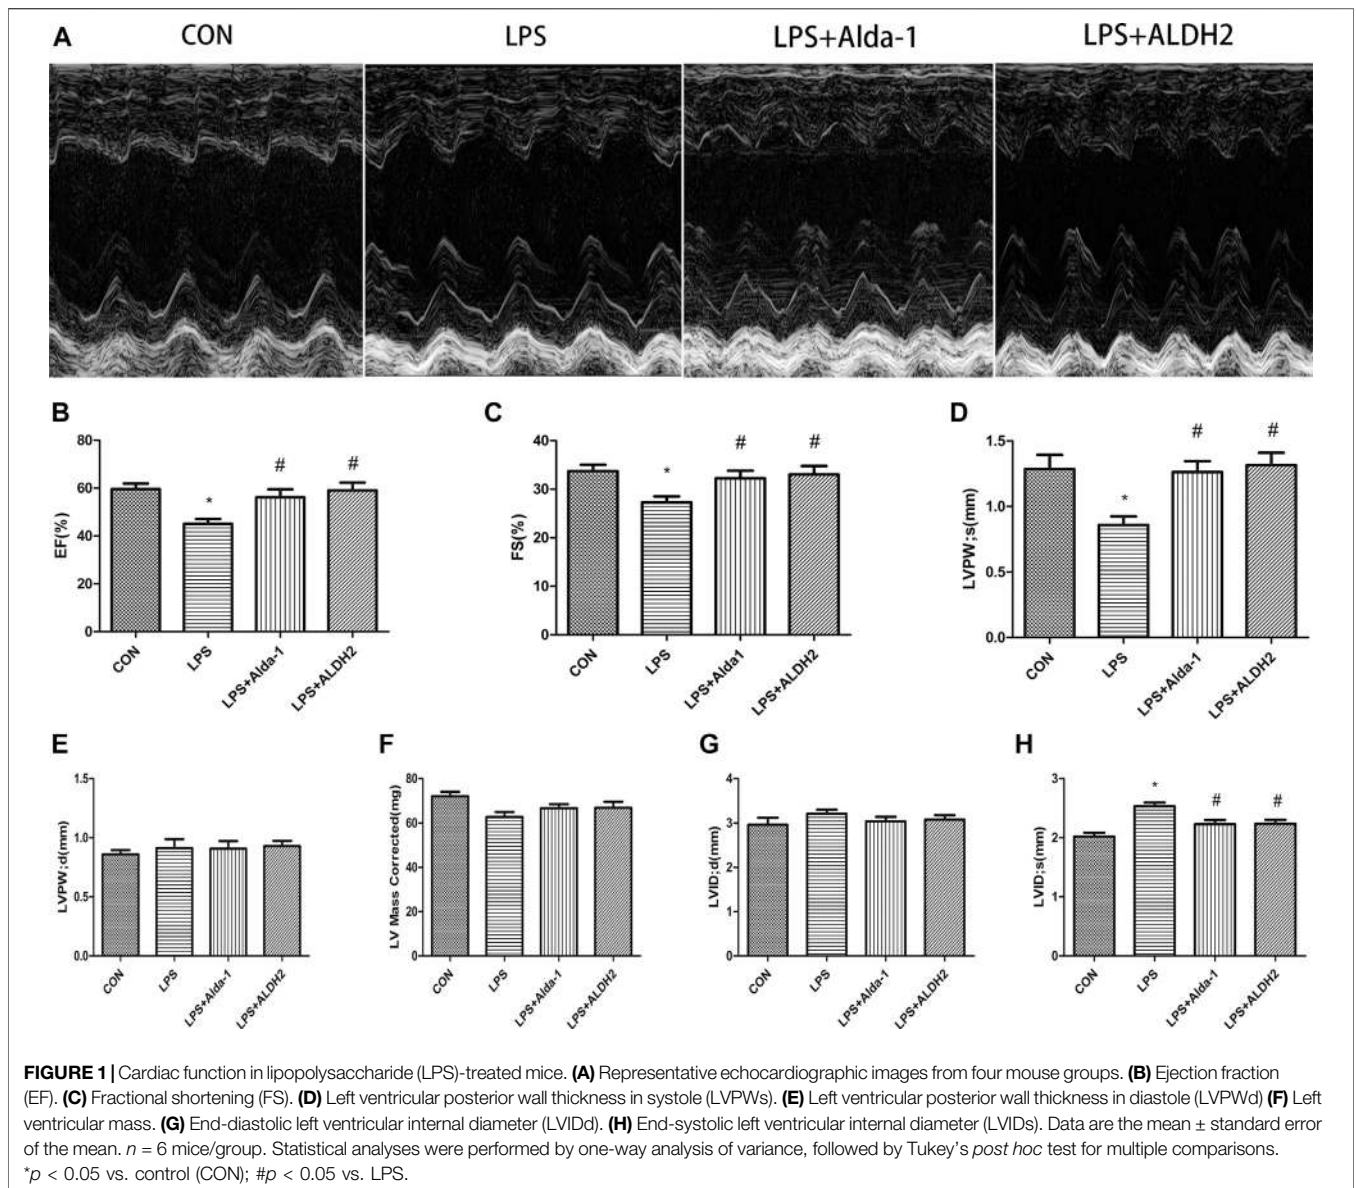 A CON LPS LPS+Alda-1 LPS+ALDH2
B
80
60
40
20
0
EF(%)
*
#
#
CON
LPS
LPS+Alda-1
LPS+ALDH2
C
40
30
20
10
0
FS(%)
*
#
#
CON
LPS
LPS+Alda1
LPS+ALDH2
D
1.5
1.0
0.5
0.0
LVPW;s(mm)
*
#
#
CON
LPS
LPS+Alda-1
LPS+ALDH2
E
1.5
1.0
0.5
0.0
LVPW;d(mm)
CON
LPS
LPS+Alda-1
LPS+ALDH2
F
80
60
40
20
0
LV Mass Corrected(mg)
CON
LPS
LPS+Alda-1
LPS+ALDH2
G
4
3
2
1
0
LVID;d(mm)
CON
LPS
LPS+Alda-1
LPS+ALDH2
H
3
2
1
0
LVID;s(mm)
*
#
#
CON
LPS
LPS+Alda-1
LPS+ALDH2
FIGURE 1 | Cardiac function in lipopolysaccharide (LPS)-treated mice. (A) Representative echocardiographic images from four mouse groups. (B) Ejection fraction
(EF). (C) Fractional shortening (FS). (D) Left ventricular posterior wall thickness in systole (LVPWs). (E) Left ventricular posterior wall thickness in diastole (LVPWd) (F) Left
ventricular mass. (G) End-diastolic left ventricular internal diameter (LVIDd). (H) End-systolic left ventricular internal diameter (LVIDs). Data are the mean ± standard error
of the mean. n = 6 mice/group. Statistical analyses were performed by one-way analysis of variance, followed by Tukey's post hoc test for multiple comparisons.
*p < 0.05 vs. control (CON); #p < 0.05 vs. LPS.